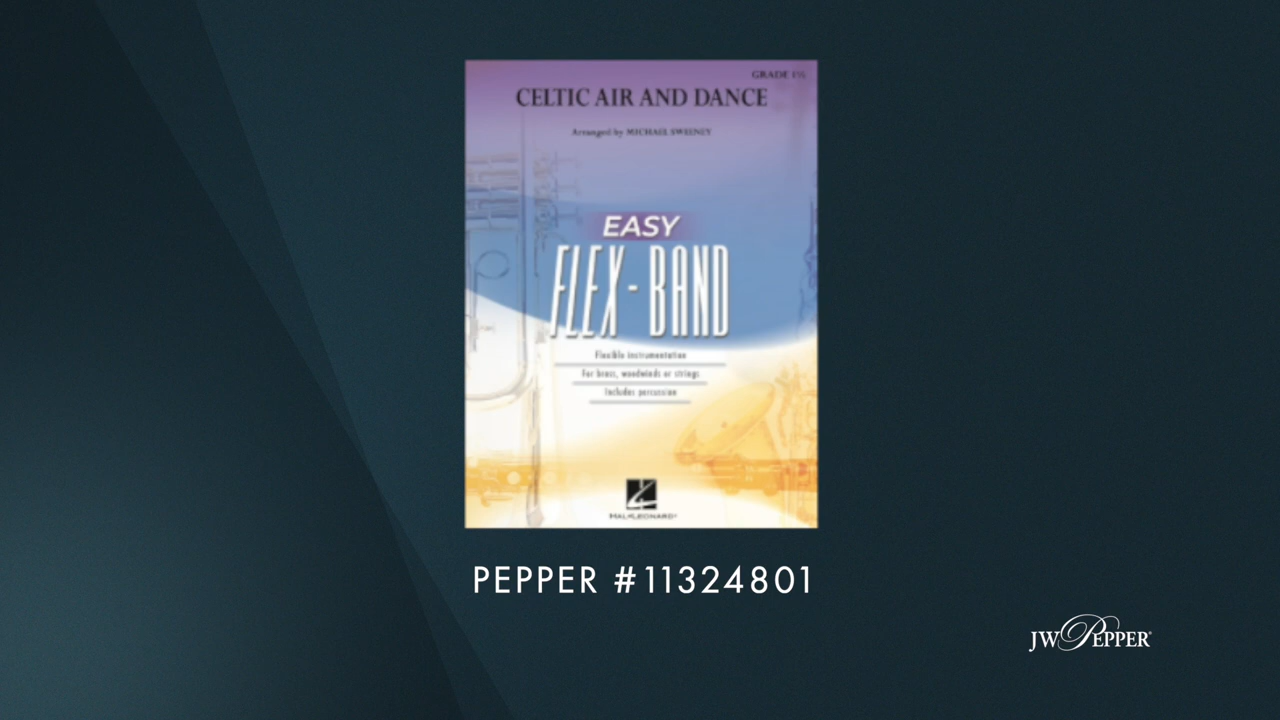 GRADE 1½
CELTIC AIR AND DANCE
Arranged by MICHAEL SWEENEY
EASY
FLEX-BAND
Flexible instrumentation
For brass, woodwinds or strings
Includes percussion
HAL•LEONARD®
PEPPER #11324801
JW PEPPER®